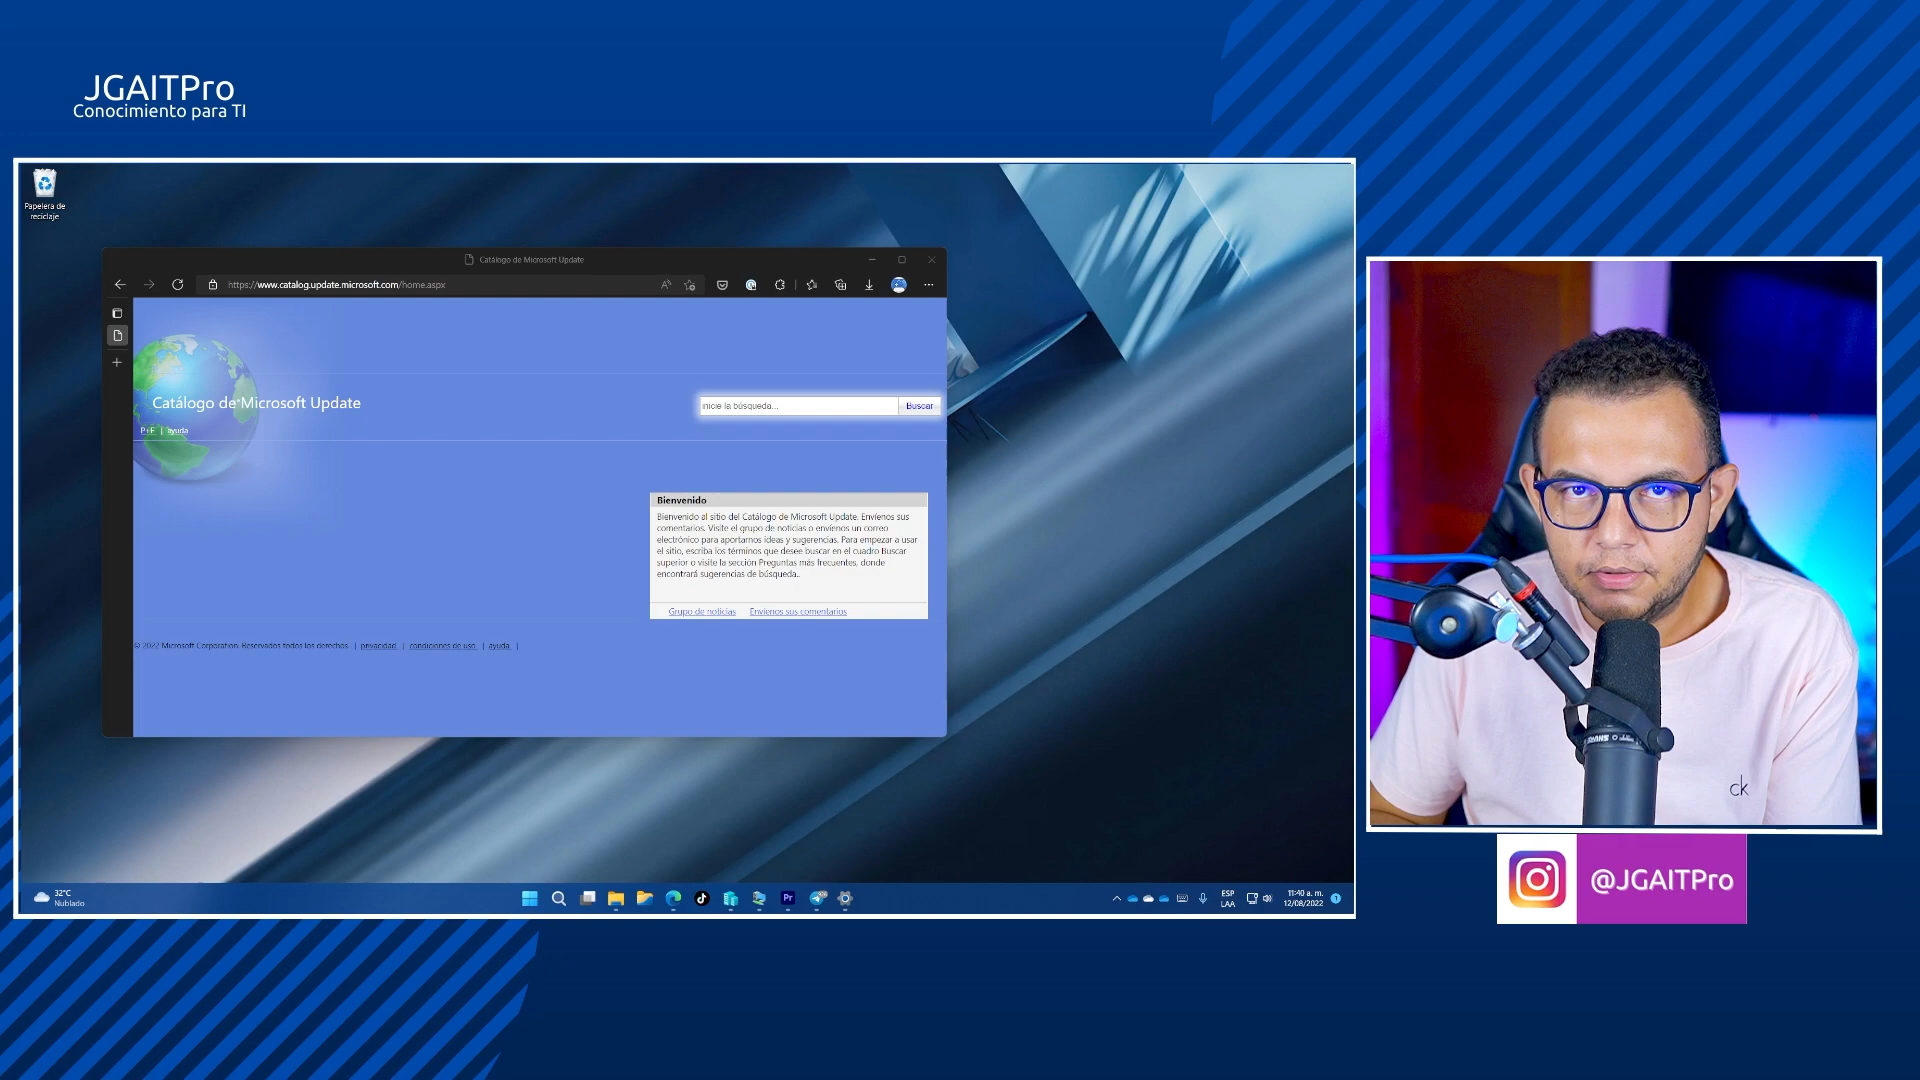 JGAITPro
Conocimiento para TI
Papelera de
reciclaje
Catálogo de Microsoft Update
https://www.catalog.update.microsoft.com/home.aspx
Catálogo de Microsoft Update
inicie la búsqueda...
Buscar
P+F | ayuda
Bienvenido
Bienvenido al sitio del Catálogo de Microsoft Update. Envíenos sus
comentarios. Visite el grupo de noticias o envíenos un correo
electrónico para aportarnos ideas y sugerencias. Para empezar a usar
el sitio, escriba los términos que desee buscar en el cuadro Buscar
superior o visite la sección Preguntas más frecuentes, donde
encontrará sugerencias de búsqueda..
Grupo de noticias Envíenos sus comentarios
© 2022 Microsoft Corporation. Reservados todos los derechos. | privacidad | condiciones de uso | ayuda |
ck
@JGAITPro
32°C
Nublado
Pr
ESP
LAA
11:40 a. m.
12/08/2022
1